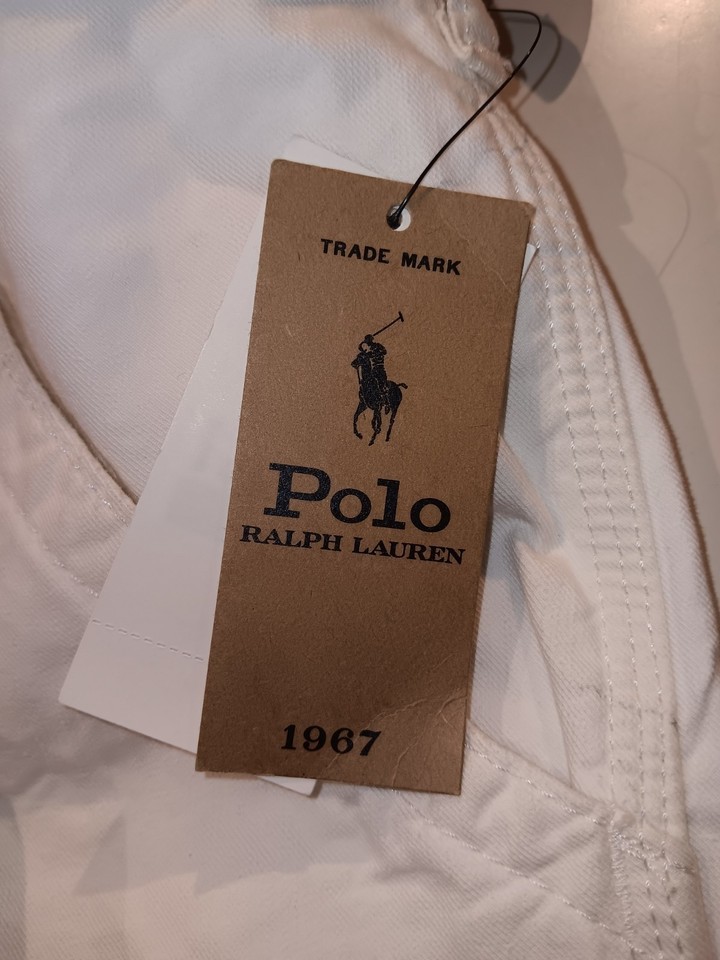 TRADE MARK
Polo
RALPH LAUREN
1967